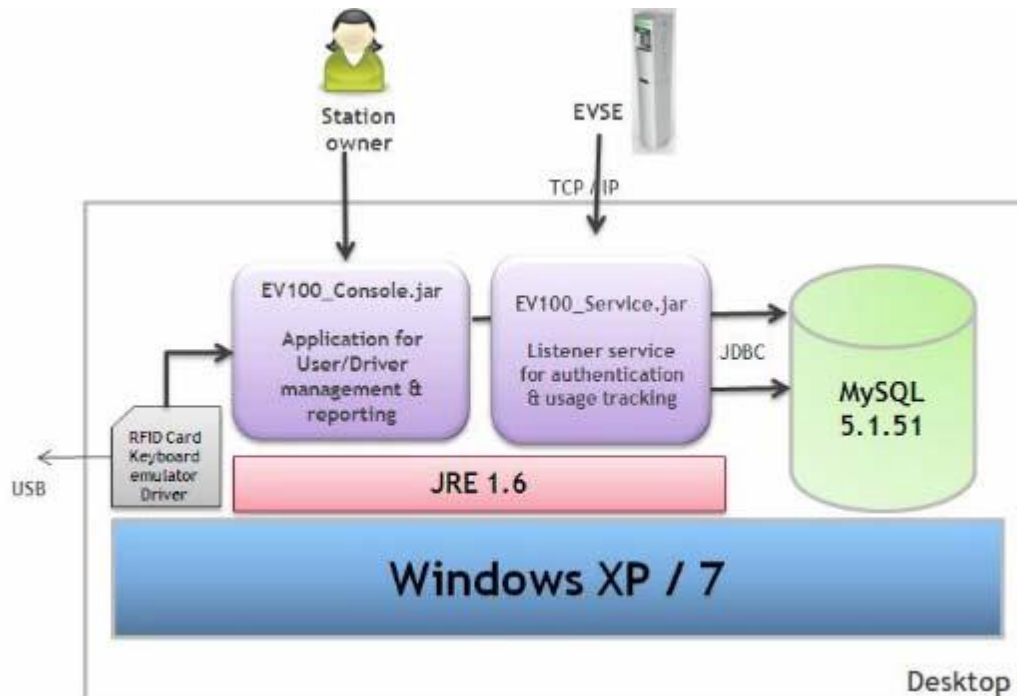 Station
owner
EVSE
TCP / IP
EV100_Console.jar
Application for
User/Driver
management &
reporting
EV100_Service.jar
Listener service
for authentication
& usage tracking
JDBC
MySQL
5.1.51
RFID Card
Keyboard
emulator
Driver
USB
JRE 1.6
Windows XP / 7
Desktop